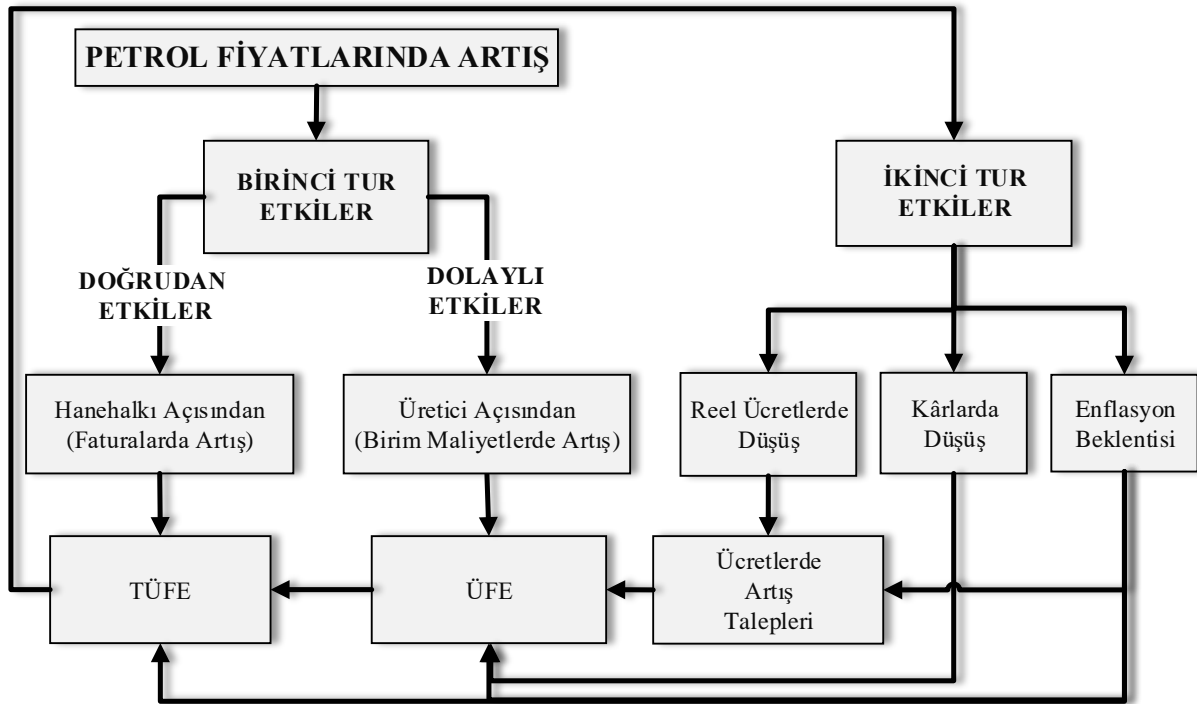 PETROL FİYATLARINDA ARTIŞ
BİRİNCİ TUR
ETKİLER
İKİNCİ TUR
ETKİLER
DOĞRUDAN
ETKİLER
DOLAYLI
ETKİLER
Hanehalkı Açısından
(Faturalarda Artış)
Üretici Açısından
(Birim Maliyetlerde Artış)
Reel Ücretlerde
Düşüş
Kârlarda
Düşüş
Enflasyon
Beklentisi
TÜFE
ÜFE
Ücretlerde
Artış
Talepleri